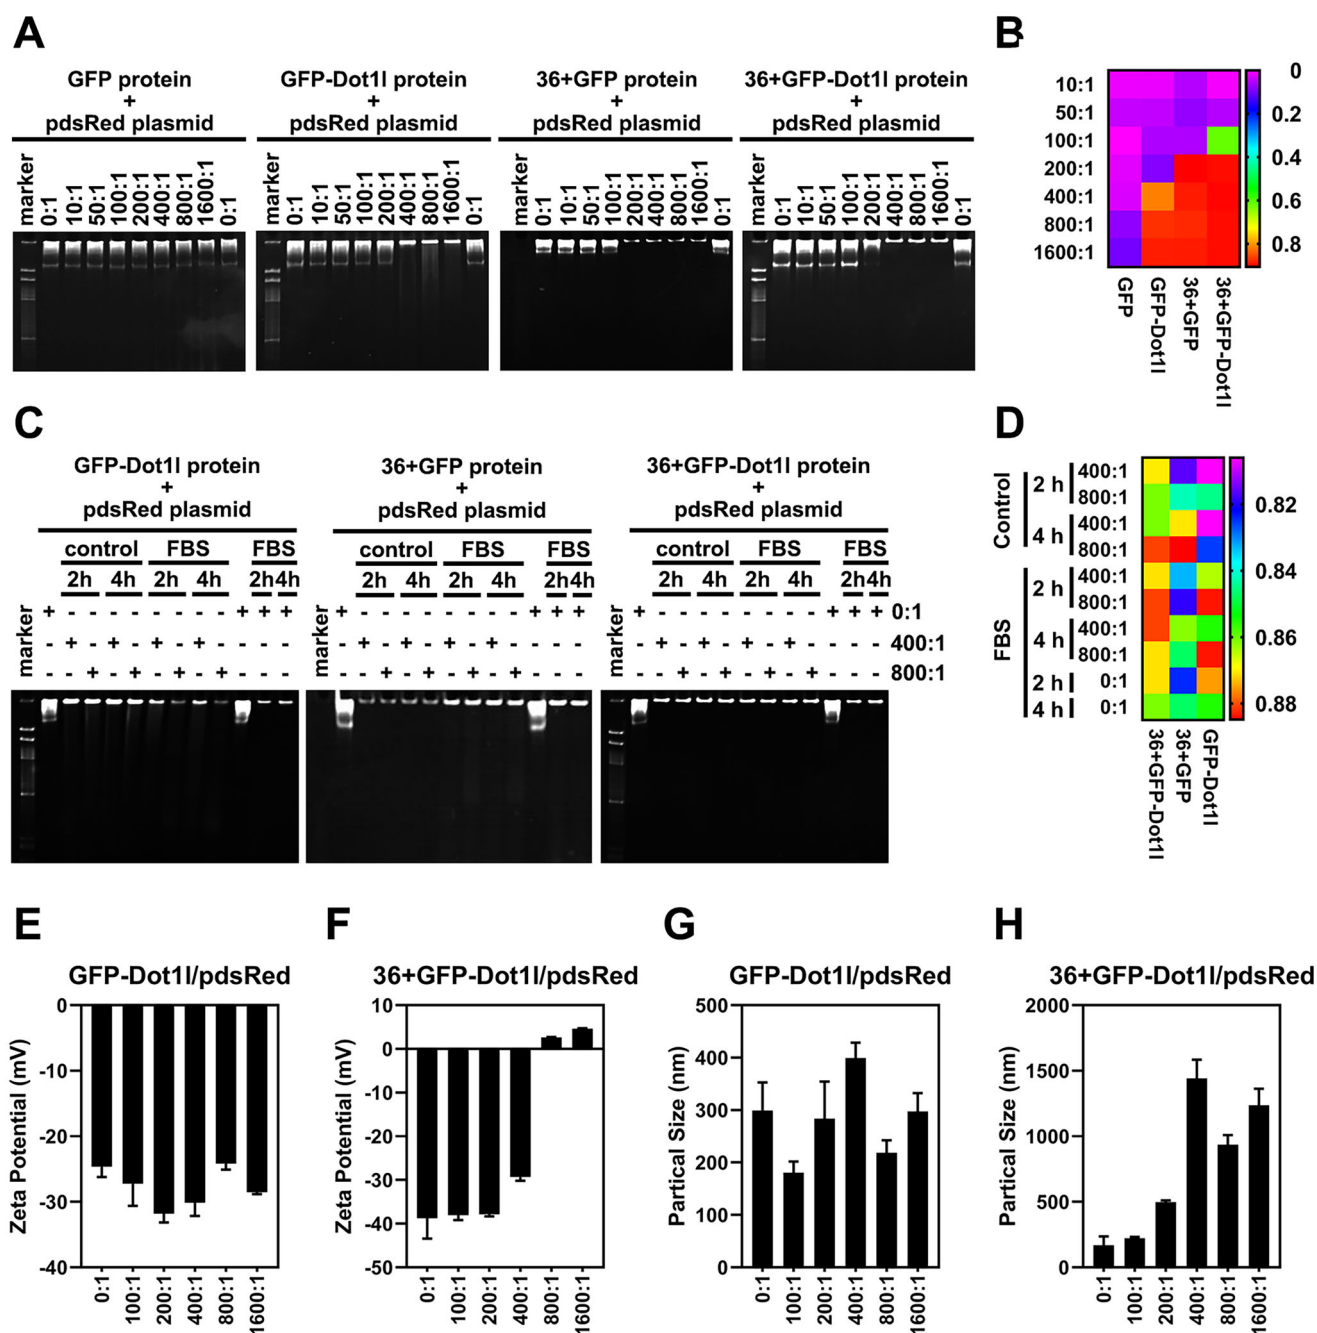 A
GFP protein
+
pdsRed plasmid
GFP-Dot1l protein
+
pdsRed plasmid
36+GFP protein
+
pdsRed plasmid
36+GFP-Dot1l protein
+
pdsRed plasmid
marker 0:1 10:1 50:1 100:1 200:1 400:1 800:1 1600:1 0:1
marker 0:1 10:1 50:1 100:1 200:1 400:1 800:1 1600:1 0:1
marker 0:1 10:1 50:1 100:1 200:1 400:1 800:1 1600:1 0:1
marker 0:1 10:1 50:1 100:1 200:1 400:1 800:1 1600:1 0:1
B
10:1
50:1
100:1
200:1
400:1
800:1
1600:1
0
0.2
0.4
0.6
0.8
GFP
GFP-Dot1l
36+GFP
36+GFP-Dot1l
C
GFP-Dot1l protein
+
pdsRed plasmid
control FBS FBS
2h 4h 2h 4h 2h 4h
marker
+ - - - - - - - - + + +
- + - + - + - + - - - -
- - + - + - + - + - - -
36+GFP protein
+
pdsRed plasmid
control FBS FBS
2h 4h 2h 4h 2h 4h
marker
+ - - - - - - - - + + +
- + - + - + - + - - - -
- - + - + - + - + - - -
36+GFP-Dot1l protein
+
pdsRed plasmid
control FBS FBS
2h 4h 2h 4h 2h 4h
marker
+ - - - - - - - - + + + 0:1
- + - + - + - + - - - - 400:1
- - + - + - + - + - - - 800:1
D
Control
2 h 400:1
800:1
4 h 400:1
800:1
FBS
2 h 400:1
800:1
4 h 400:1
800:1
2 h 0:1
4 h 0:1
0.82
0.84
0.86
0.88
36+GFP-Dot1l
36+GFP
GFP-Dot1l
E
GFP-Dot1l/pdsRed
Zeta Potential (mV)
0
-10
-20
-30
-40
0:1 100:1 200:1 400:1 800:1 1600:1
F
36+GFP-Dot1l/pdsRed
Zeta Potential (mV)
10
0
-10
-20
-30
-40
-50
0:1 100:1 200:1 400:1 800:1 1600:1
G
GFP-Dot1l/pdsRed
Partical Size (nm)
500
400
300
200
100
0
0:1 100:1 200:1 400:1 800:1 1600:1
H
36+GFP-Dot1l/pdsRed
Partical Size (nm)
2000
1500
1000
500
0
0:1 100:1 200:1 400:1 800:1 1600:1